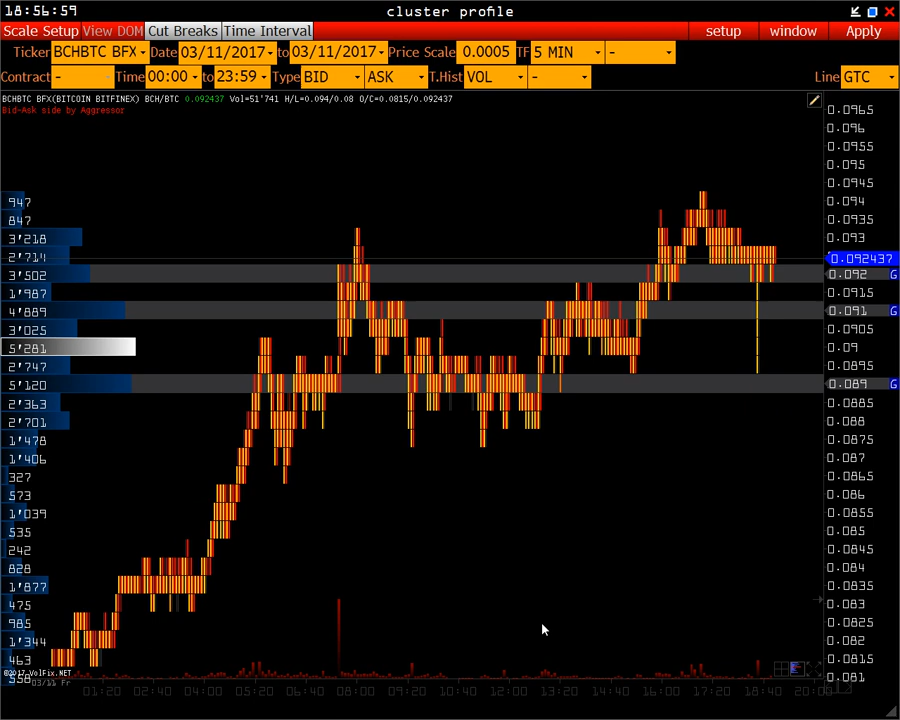 18:56:59 cluster profile
Scale Setup View DOM Cut Breaks Time Interval setup window Apply
Ticker BCHBTC BFX Date 03/11/2017 to 03/11/2017 Price Scale 0.0005 TF 5 MIN -
Contract - Time 00:00 to 23:59 Type BID ASK T.Hist VOL - Line GTC
BCHBTC BFX(BITCOIN BITFINEX) BCH/BTC 0.092437 Vol=51'741 H/L=0.094/0.08 O/C=0.0815/0.092437
Bid-Ask side by Aggressor
0.0965
0.096
0.0955
0.095
0.0945
947 0.094
847 0.0935
3'218 0.093
2'714 0.092437
3'502 0.092 G
1'987 0.0915
4'889 0.091 G
3'025 0.0905
5'281 0.09
2'747 0.0895
5'120 0.089 G
2'363 0.0885
2'701 0.088
1'478 0.0875
1'406 0.087
327 0.0865
573 0.086
1'039 0.0855
535 0.085
242 0.0845
828 0.084
1'877 0.0835
475 0.083
985 0.0825
1'344 0.082
463 0.0815
©2017 VolFix.NET
0.081
03/11 Fr
01:20 02:40 04:00 05:20 06:40 08:00 09:20 10:40 12:00 13:20 14:40 16:00 17:20 18:40